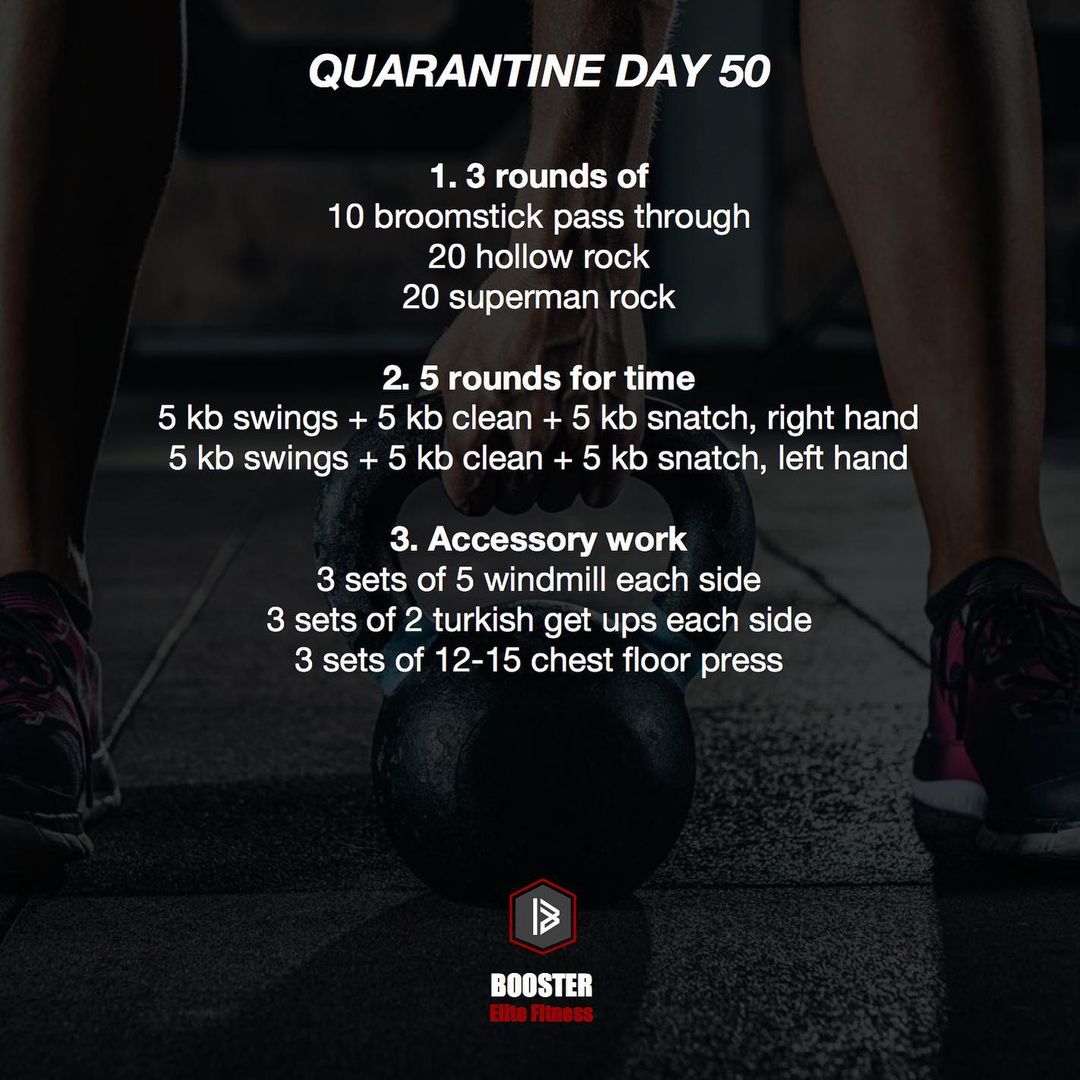 QUARANTINE DAY 50
1. 3 rounds of
10 broomstick pass through
20 hollow rock
20 superman rock
2. 5 rounds for time
5 kb swings + 5 kb clean + 5 kb snatch, right hand
5 kb swings + 5 kb clean + 5 kb snatch, left hand
3. Accessory work
3 sets of 5 windmill each side
3 sets of 2 turkish get ups each side
3 sets of 12-15 chest floor press
BOOSTER
Elite Fitness